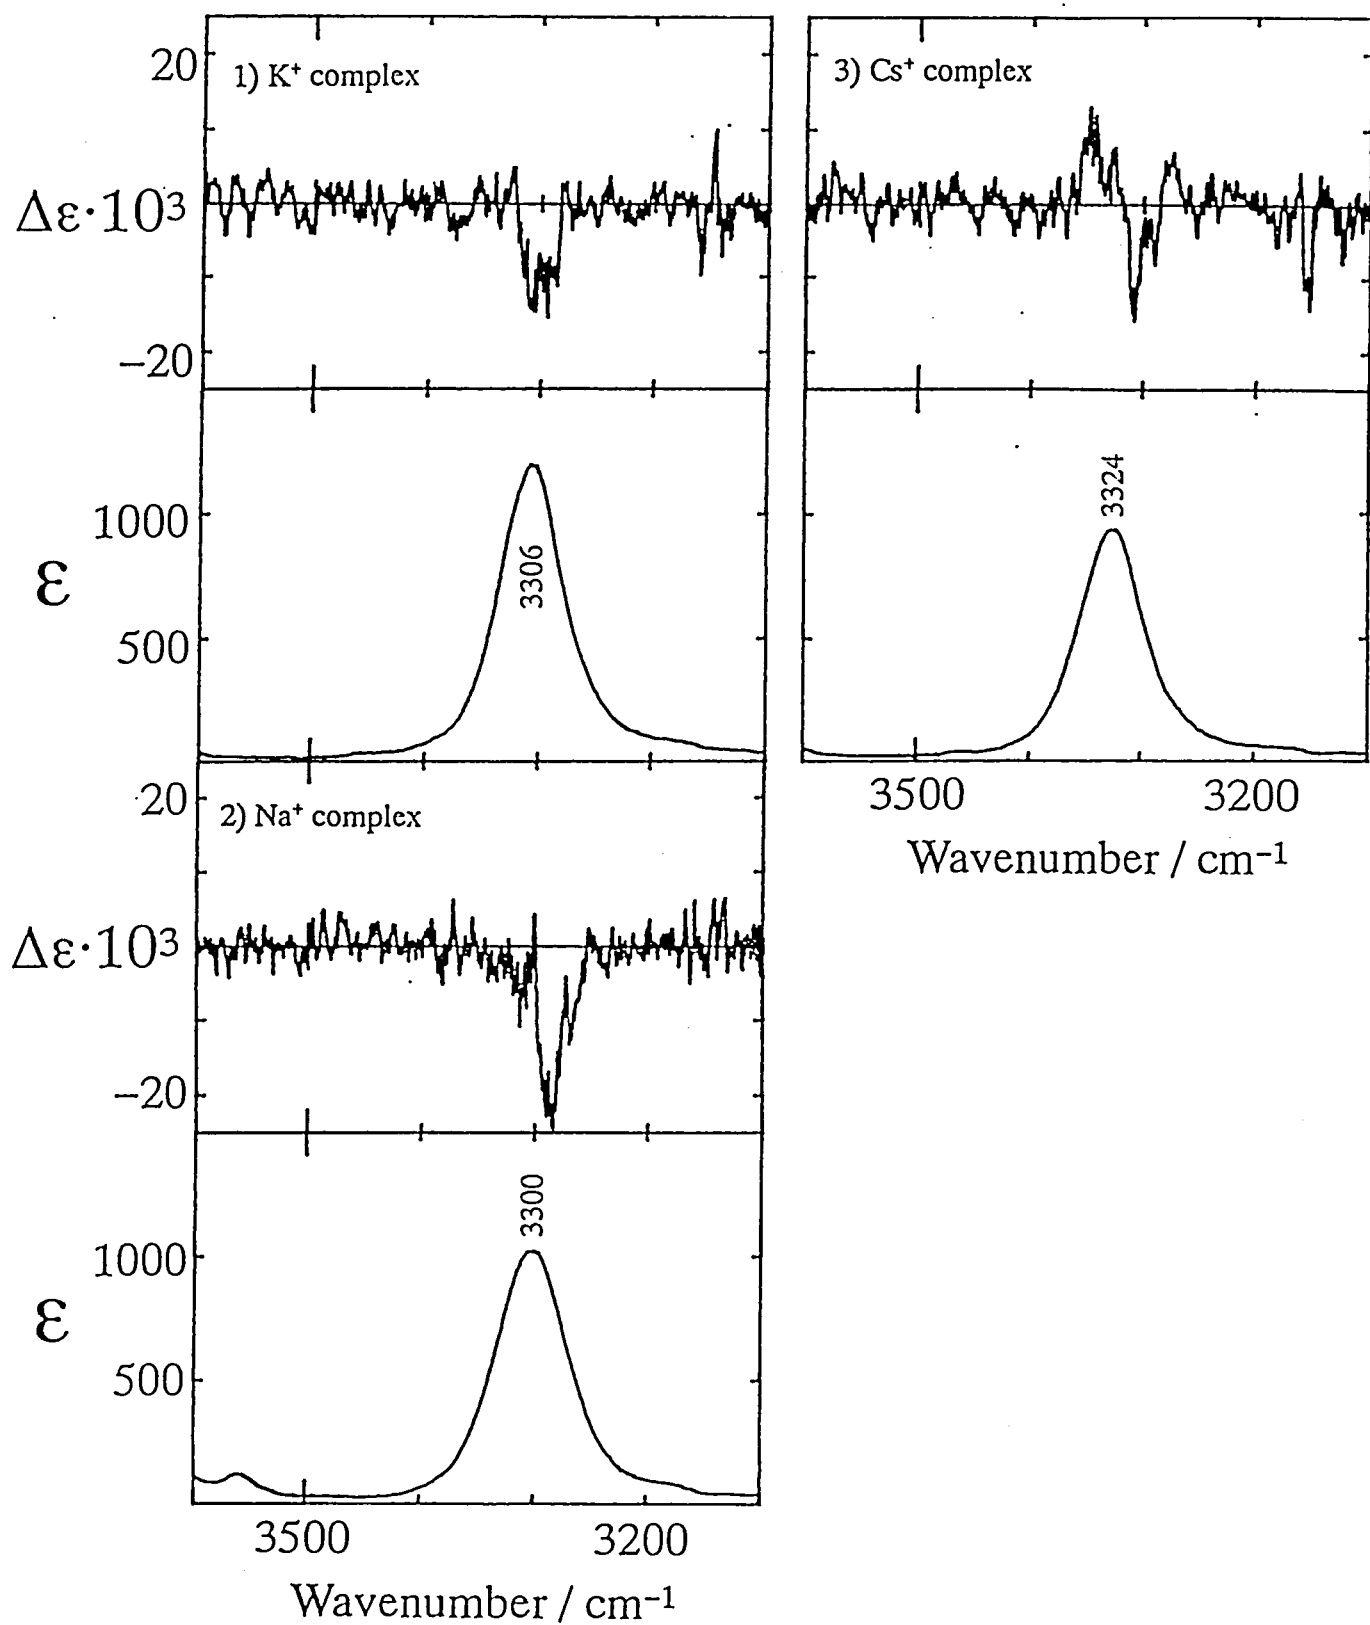 1) K⁺ complex
20
Δε·10³
–20
1000
ε
500
3306
3) Cs⁺ complex
3324
3500 3200
Wavenumber / cm⁻¹
2) Na⁺ complex
20
Δε·10³
–20
3300
1000
ε
500
3500 3200
Wavenumber / cm⁻¹